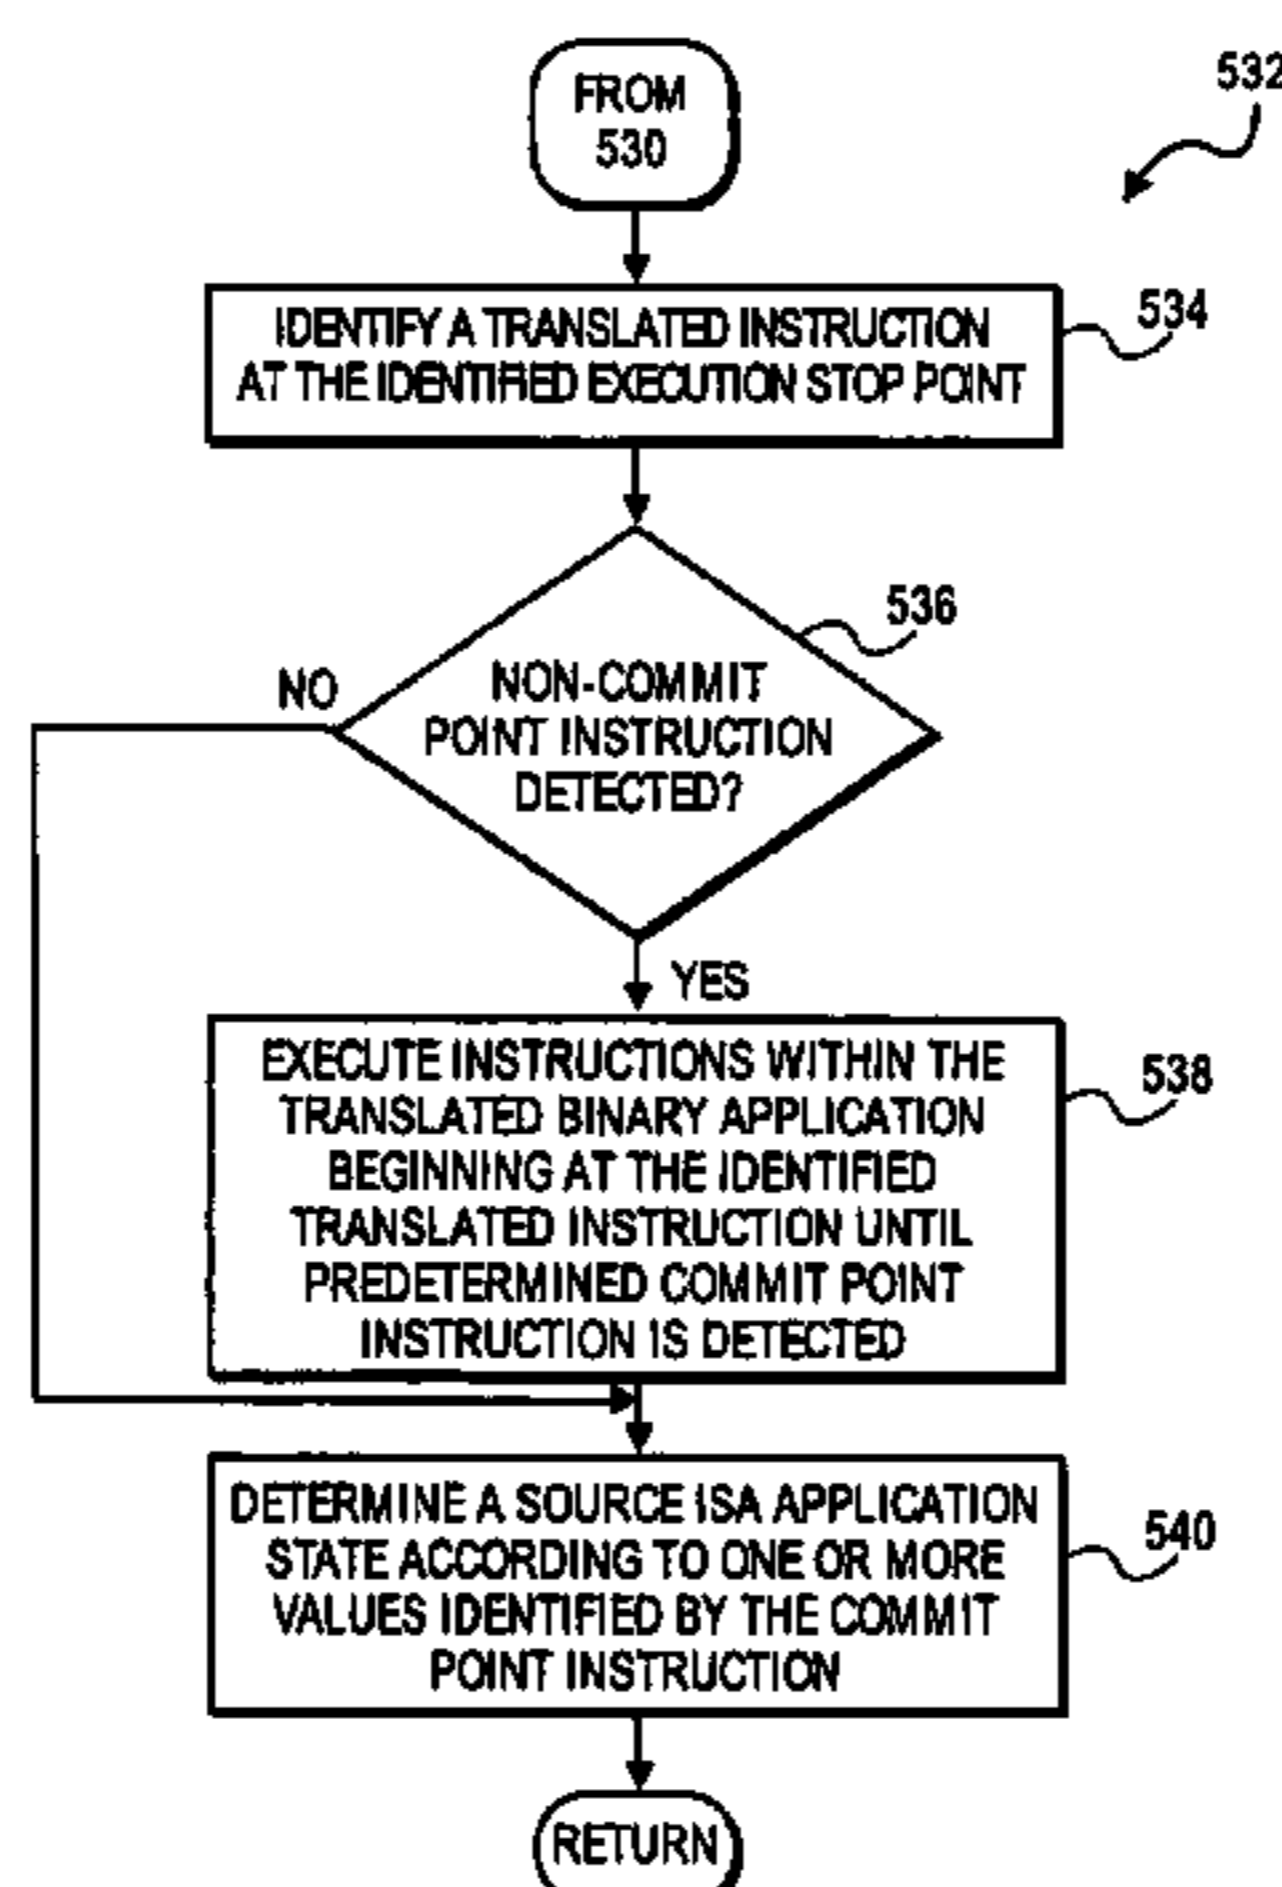 FROM
530
532
IDENTIFY A TRANSLATED INSTRUCTION
AT THE IDENTIFIED EXECUTION STOP POINT
534
536
NO
NON-COMMIT
POINT INSTRUCTION
DETECTED?
YES
EXECUTE INSTRUCTIONS WITHIN THE
TRANSLATED BINARY APPLICATION
BEGINNING AT THE IDENTIFIED
TRANSLATED INSTRUCTION UNTIL
PREDETERMINED COMMIT POINT
INSTRUCTION IS DETECTED
538
DETERMINE A SOURCE ISA APPLICATION
STATE ACCORDING TO ONE OR MORE
VALUES IDENTIFIED BY THE COMMIT
POINT INSTRUCTION
540
RETURN